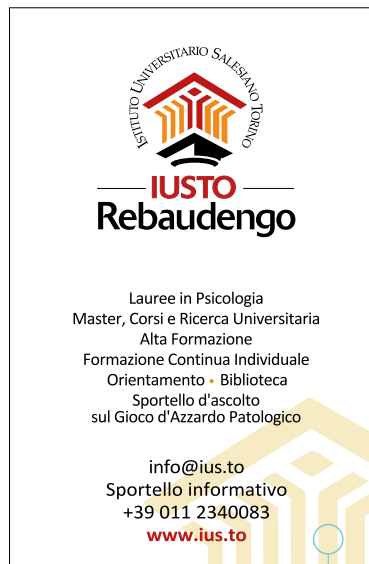 ISTITUTO UNIVERSITARIO SALESIANO TORINO
IUSTO
Rebaudengo
Lauree in Psicologia
Master, Corsi e Ricerca Universitaria
Alta Formazione
Formazione Continua Individuale
Orientamento • Biblioteca
Sportello d'ascolto
sul Gioco d'Azzardo Patologico
info@ius.to
Sportello informativo
+39 011 2340083
www.ius.to